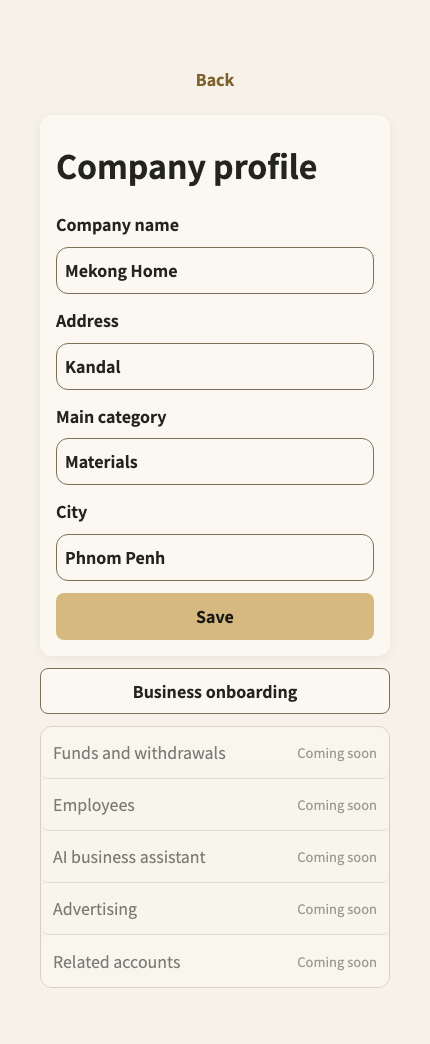 Back
Company profile
Company name
Mekong Home
Address
Kandal
Main category
Materials
City
Phnom Penh
Save
Business onboarding
Funds and withdrawals Coming soon
Employees Coming soon
AI business assistant Coming soon
Advertising Coming soon
Related accounts Coming soon